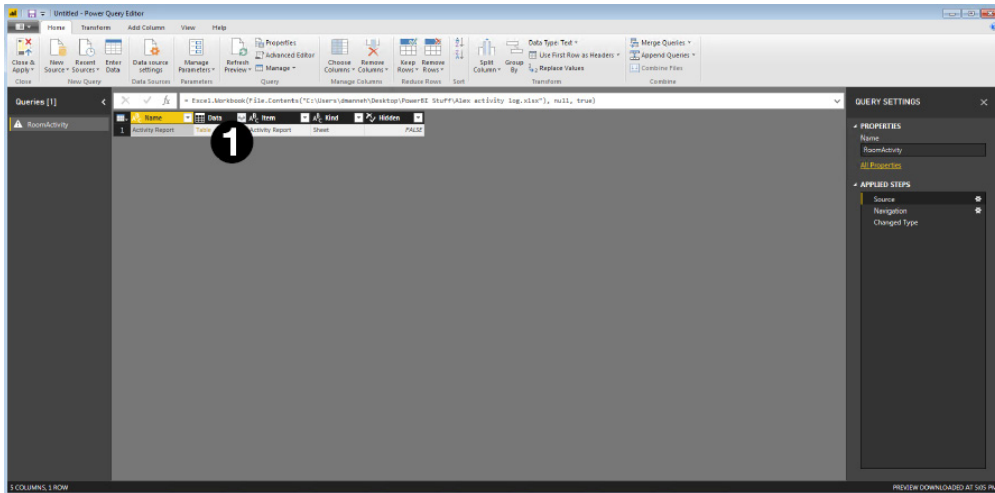 Untitled - Power Query Editor
Home Transform Add Column View Help
Close & Apply
New Source
Recent Sources
Enter Data
Data source settings
Manage Parameters
Refresh Preview
Properties
Advanced Editor
Manage
Choose Columns
Remove Columns
Keep Rows
Remove Rows
Split Column
Group By
Data Type: Text
Use First Row as Headers
Replace Values
Merge Queries
Append Queries
Combine Files
Close New Query Data Sources Parameters Query Manage Columns Reduce Rows Sort Transform Combine
Queries [1]
RoomActivity
= Excel.Workbook(File.Contents("C:\Users\dmanneh\Desktop\PowerBI Stuff\Alex activity log.xlsx"), null, true)
Name Data Item Kind Hidden
1 Activity Report Table Activity Report Sheet FALSE
1
QUERY SETTINGS
PROPERTIES
Name
RoomActivity
All Properties
APPLIED STEPS
Source
Navigation
Changed Type
5 COLUMNS, 1 ROW
PREVIEW DOWNLOADED AT 5:05 PM